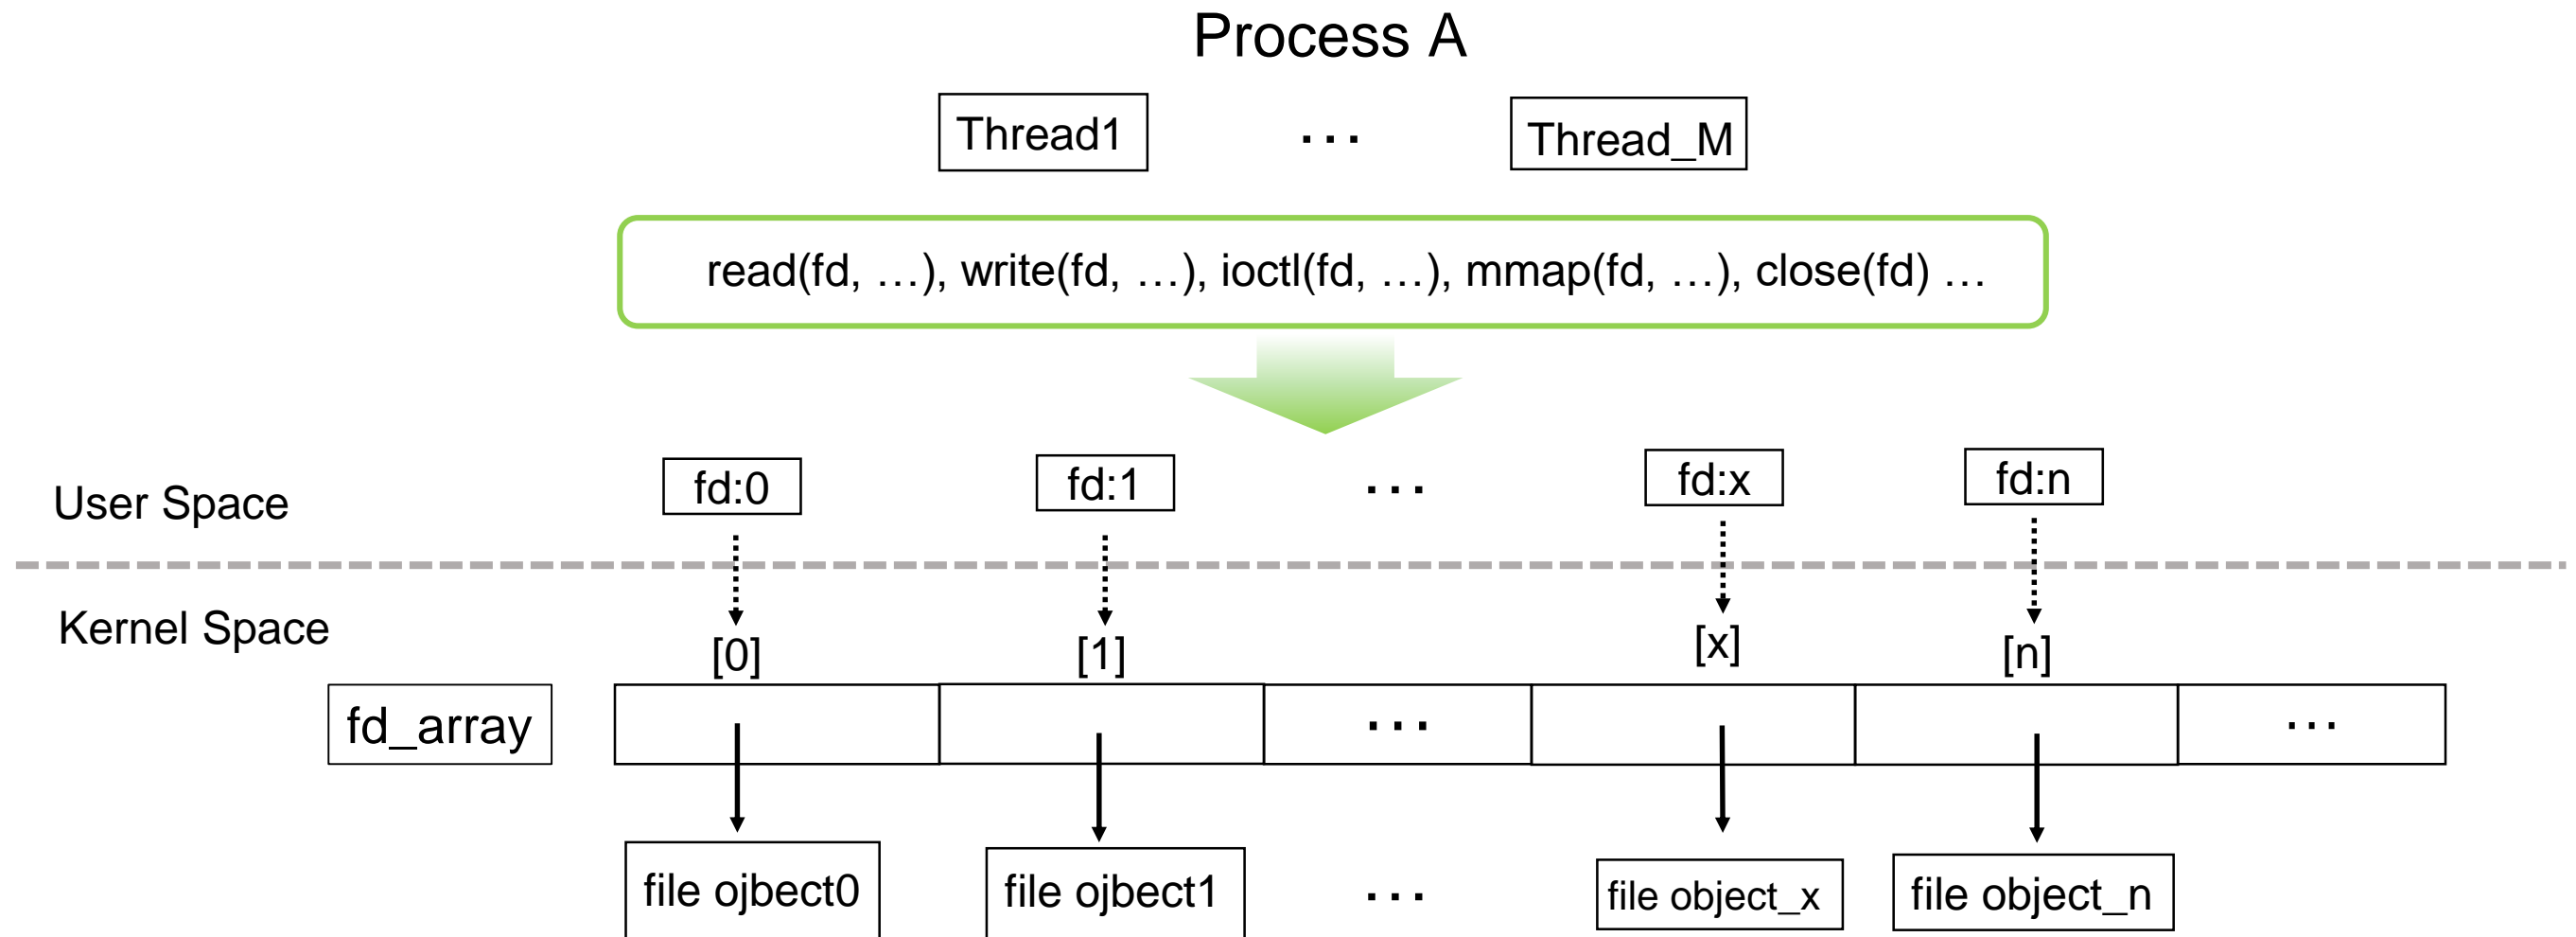 Process A
Thread1 ... Thread_M
read(fd, …), write(fd, …), ioctl(fd, …), mmap(fd, …), close(fd) …
fd:0 fd:1 ... fd:x fd:n
User Space
Kernel Space
[0] [1] [x] [n]
fd_array ... ...
file ojbect0 file ojbect1 ... file object_x file object_n